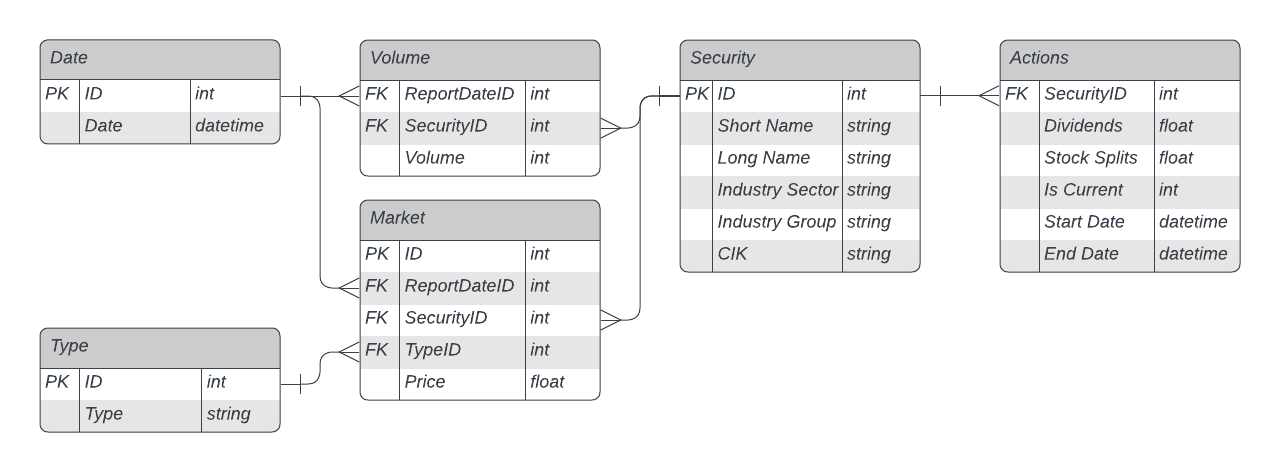 Date
PK ID int
Date datetime
Volume
FK ReportDateID int
FK SecurityID int
Volume int
Market
PK ID int
FK ReportDateID int
FK SecurityID int
FK TypeID int
Price float
Type
PK ID int
Type string
Security
PK ID int
Short Name string
Long Name string
Industry Sector string
Industry Group string
CIK string
Actions
FK SecurityID int
Dividends float
Stock Splits float
Is Current int
Start Date datetime
End Date datetime